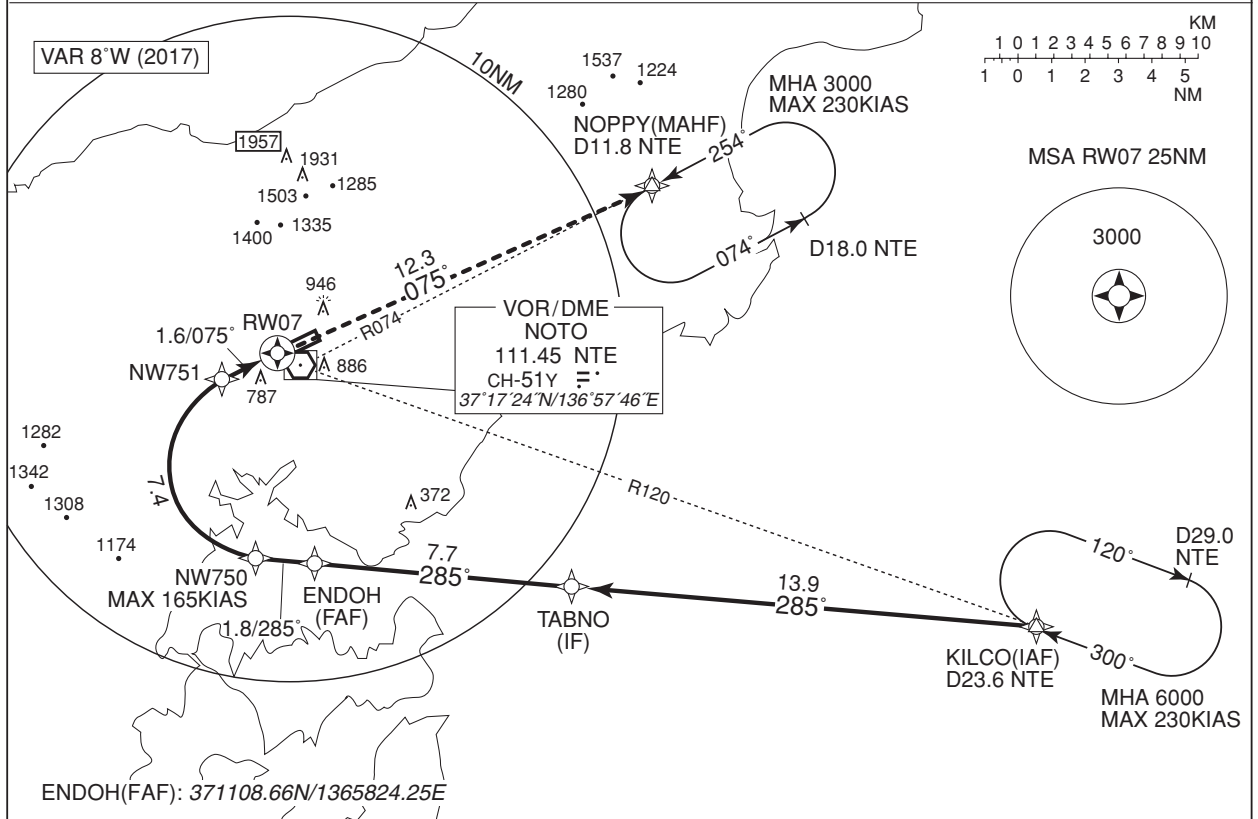 VAR 8°W (2017)
10NM
1537
1224
1280
NOPPY(MAHF)
D11.8 NTE
MHA 3000
MAX 230KIAS
254°
074°
D18.0 NTE
KM
1 0 1 2 3 4 5 6 7 8 9 10
1 0 1 2 3 4 5
NM
MSA RW07 25NM
3000
1957
1931
1285
1503
1335
1400
946
12.3
075°
R074
RW07
1.6/075°
NW751
787
886
VOR/DME
NOTO
111.45 NTE
CH-51Y
37°17′24″N/136°57′46″E
1282
1342
1308
1174
7.4
372
R120
NW750
MAX 165KIAS
1.8/285°
ENDOH
(FAF)
7.7
285°
TABNO
(IF)
13.9
285°
KILCO(IAF)
D23.6 NTE
120°
300°
D29.0
NTE
MHA 6000
MAX 230KIAS
ENDOH(FAF): 371108.66N/1365824.25E